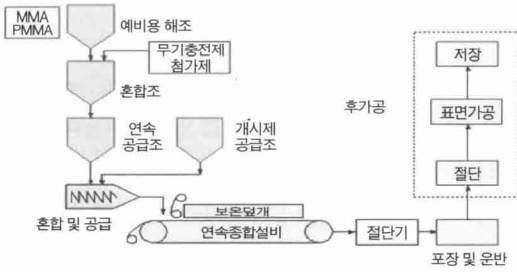 MMA
PMMA
예비용 해조
무기충전제
첨가제
혼합조
연속
공급조
개시제
공급조
혼합 및 공급
보온덮개
연속종합설비
절단기
포장 및 운반
후가공
저장
표면가공
절단